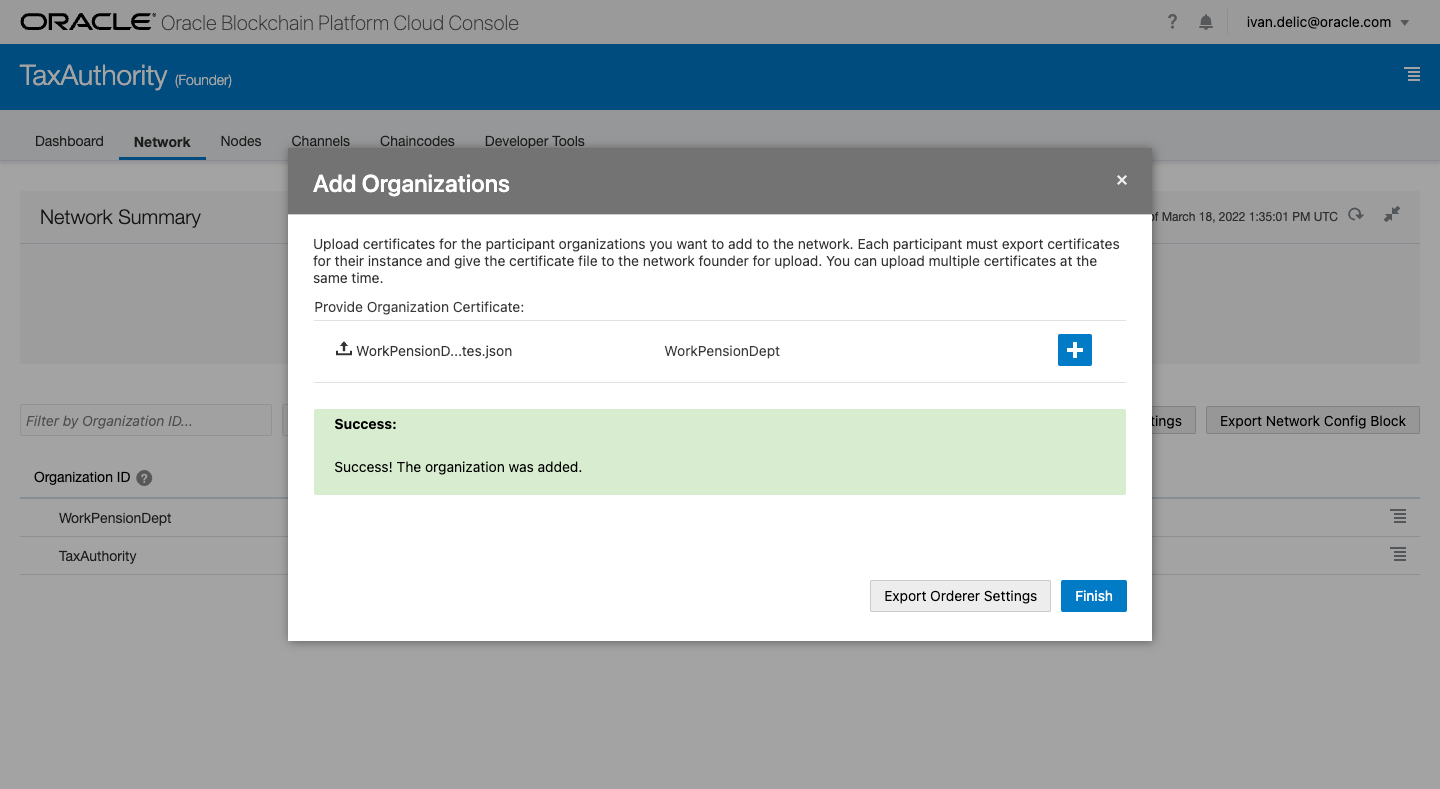 ORACLE® Oracle Blockchain Platform Cloud Console
? ivan.delic@oracle.com
TaxAuthority (Founder)
Dashboard Network Nodes Channels Chaincodes Developer Tools
Add Organizations ×
Network Summary
of March 18, 2022 1:35:01 PM UTC
Upload certificates for the participant organizations you want to add to the network. Each participant must export certificates
for their instance and give the certificate file to the network founder for upload. You can upload multiple certificates at the
same time.
Provide Organization Certificate:
WorkPensionD...tes.json WorkPensionDept
Filter by Organization ID...
tings Export Network Config Block
Success:
Success! The organization was added.
Organization ID ?
WorkPensionDept
TaxAuthority
Export Orderer Settings Finish